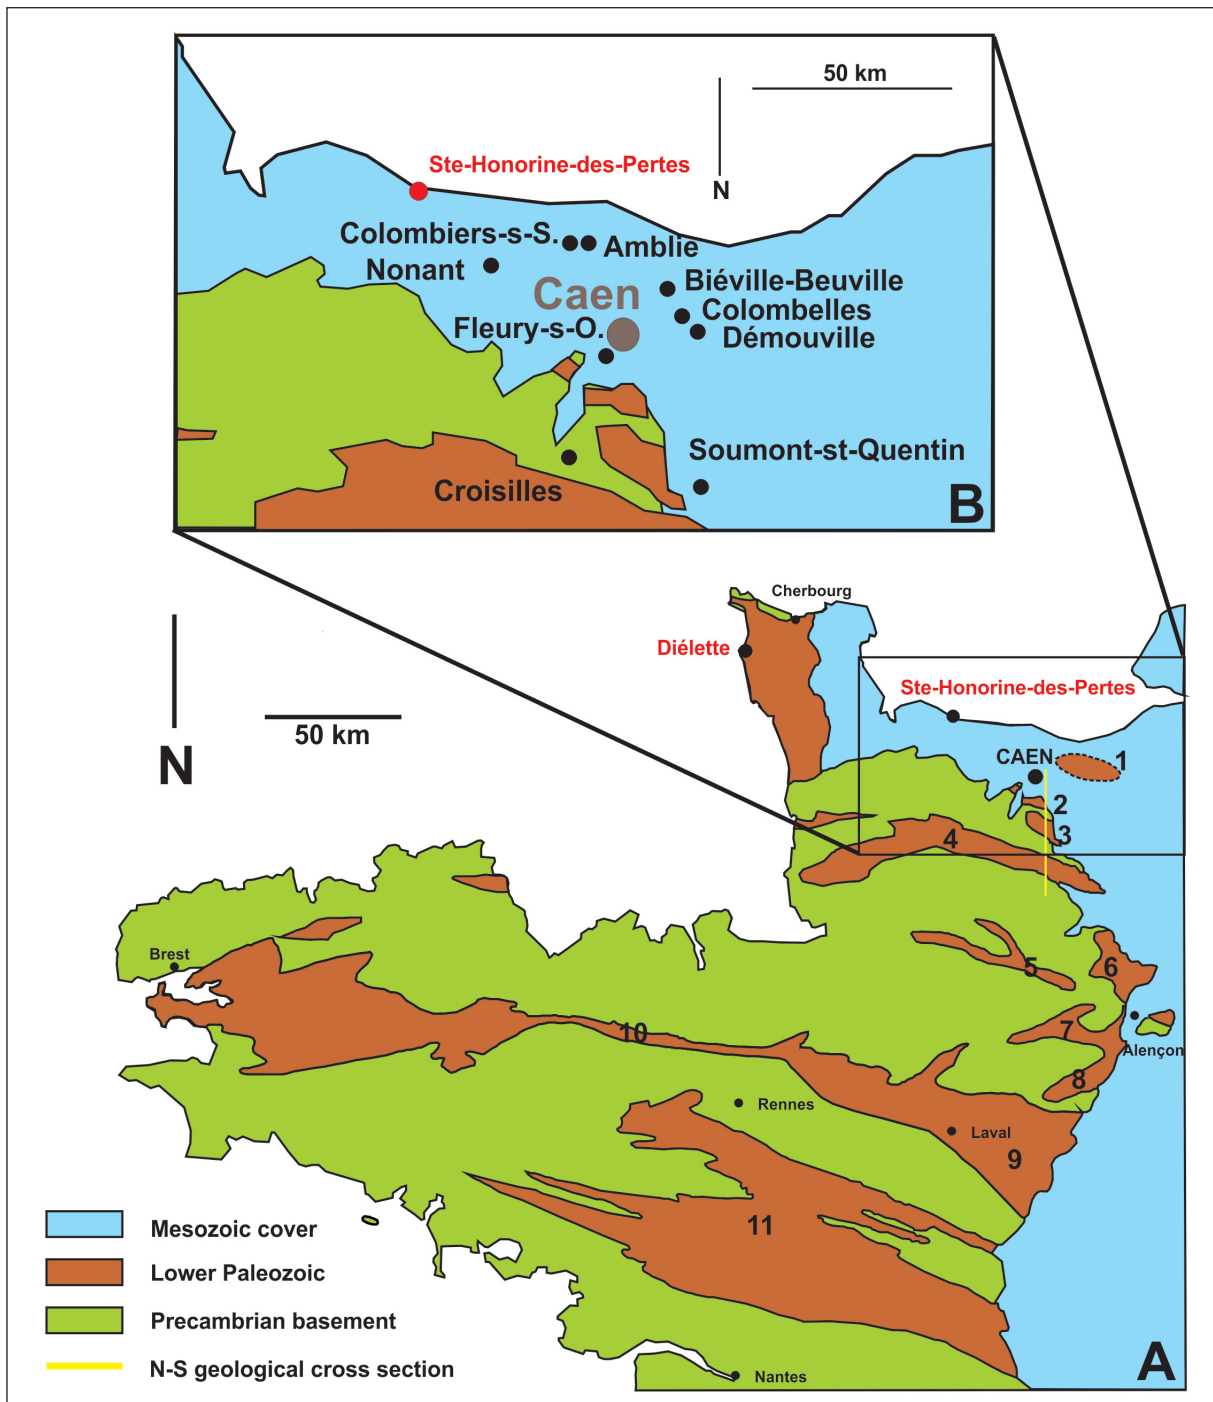 50 km
N
Ste-Honorine-des-Pertes
Colombiers-s-S.
Amblie
Nonant
Biéville-Beuville
Caen
Colombelles
Fleury-s-O.
Démouville
Soumont-st-Quentin
Croisilles
B
Cherbourg
Diélette
Ste-Honorine-des-Pertes
50 km
N
CAEN
1
2
3
4
5
6
Brest
7
10
Alençon
8
Rennes
Laval
9
11
Mesozoic cover
Lower Paleozoic
Precambrian basement
N-S geological cross section
A
Nantes